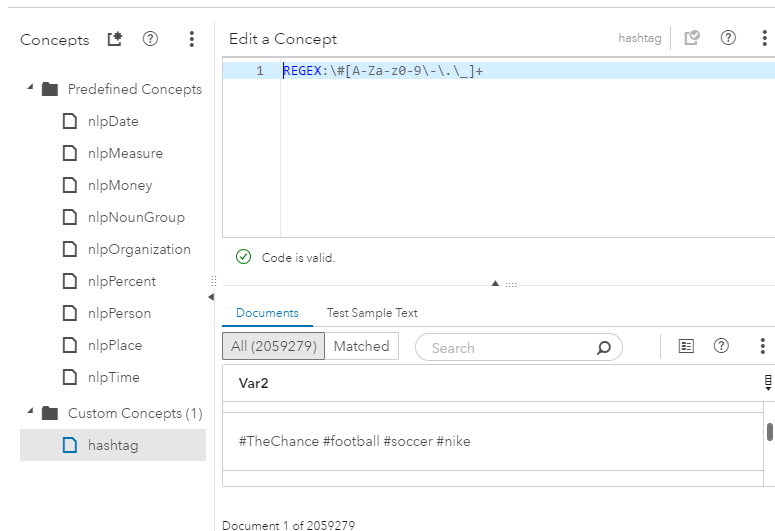 Concepts
Edit a Concept
hashtag
1 REGEX:\#[A-Za-z0-9\-\.\_]+
Predefined Concepts
nlpDate
nlpMeasure
nlpMoney
nlpNounGroup
nlpOrganization
nlpPercent
nlpPerson
nlpPlace
nlpTime
Custom Concepts (1)
hashtag
Code is valid.
Documents Test Sample Text
All (2059279) Matched Search
Var2
#TheChance #football #soccer #nike
Document 1 of 2059279